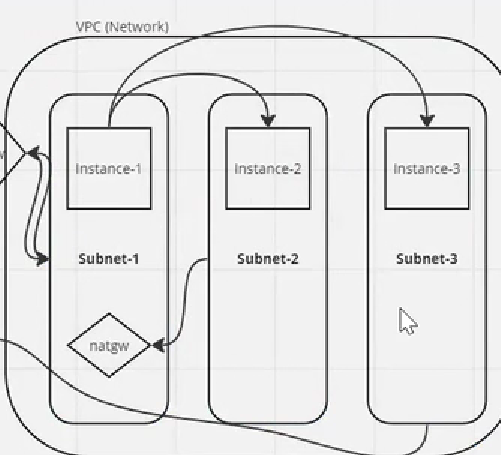 VPC (Network)
Instance-1
Instance-2
Instance-3
Subnet-1
Subnet-2
Subnet-3
natgw